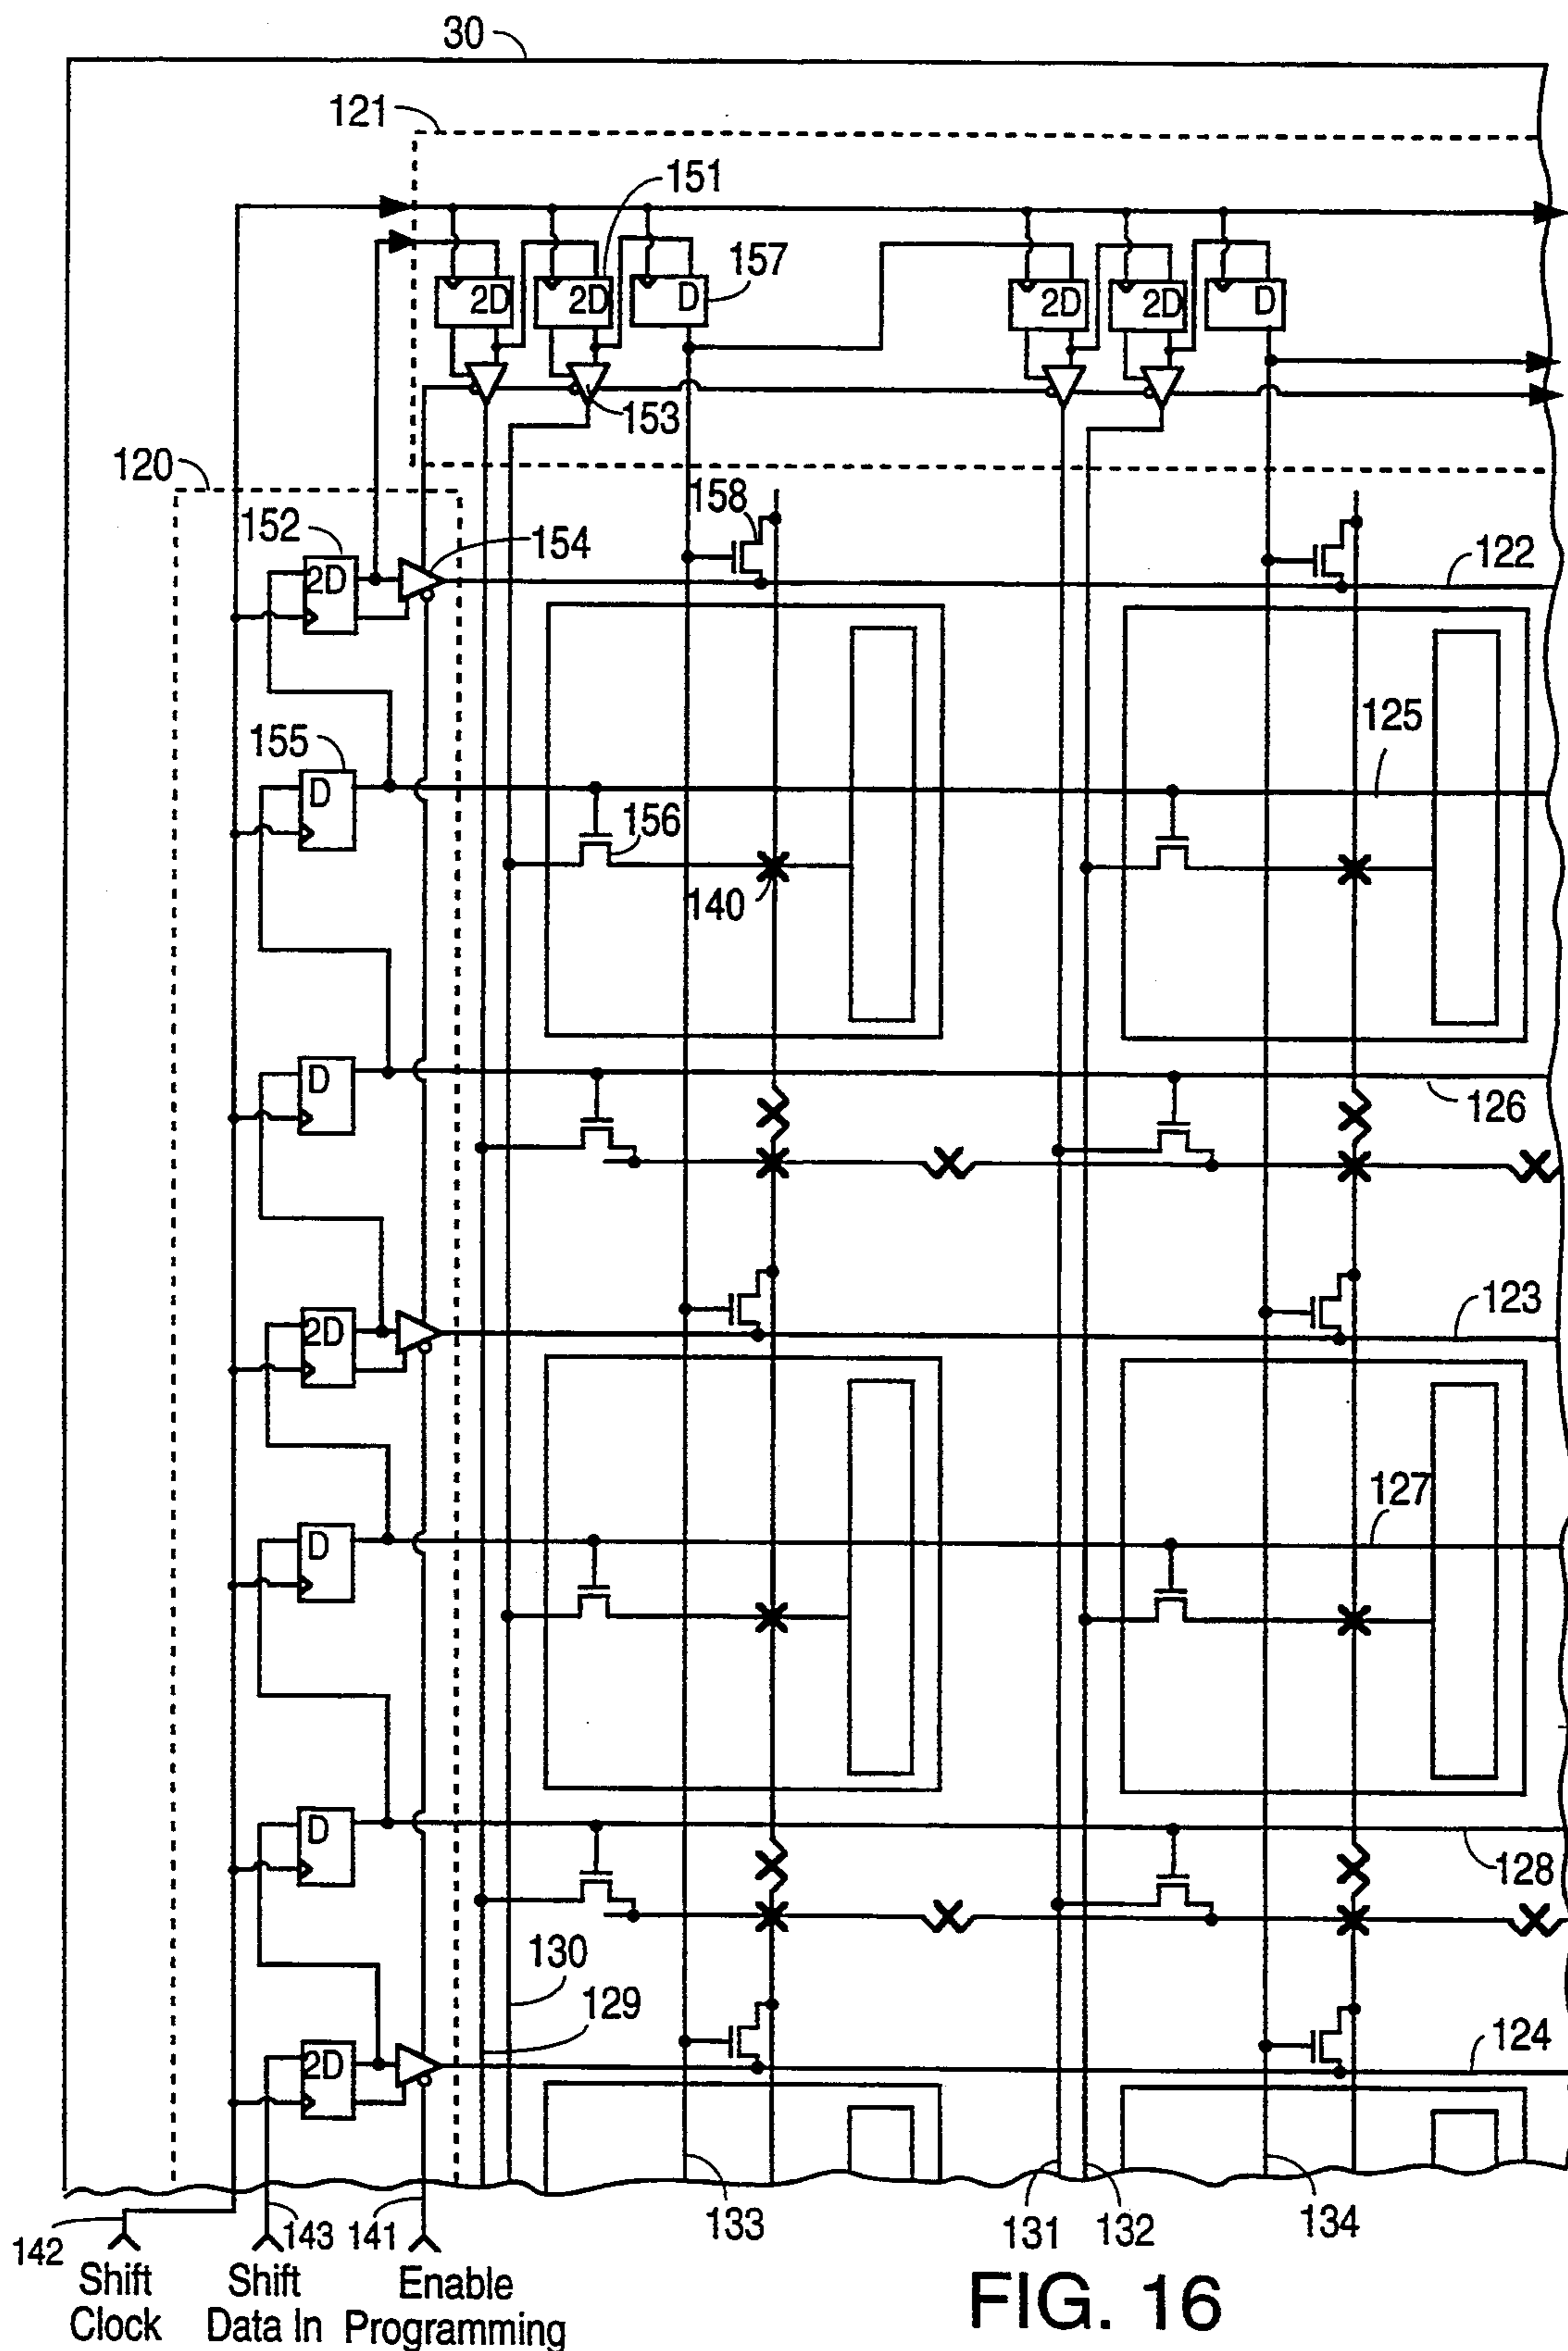 30
121
151
2D
2D
D
157
2D
2D
D
153
120
158
152
154
122
2D
125
155
D
156
140
D
126
123
2D
127
D
D
128
130
129
124
2D
142
143
141
133
131
132
134
Shift Clock
Shift Data In
Enable Programming
FIG. 16